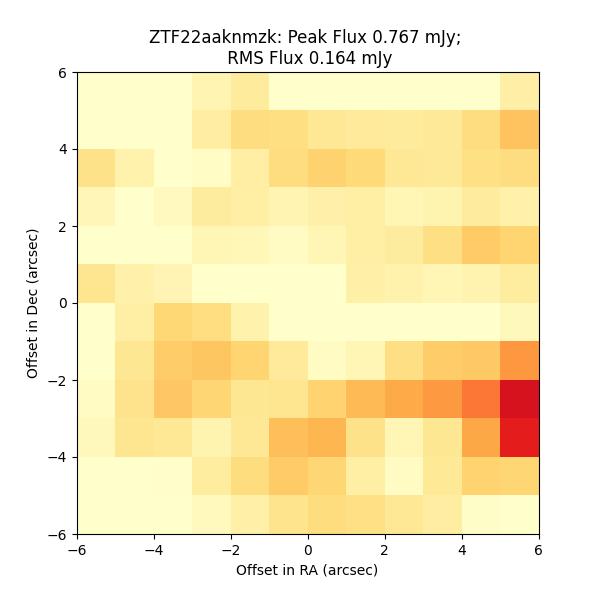 ZTF22aaknmzk: Peak Flux 0.767 mJy;
RMS Flux 0.164 mJy
6
4
2
0
−2
−4
−6
Offset in Dec (arcsec)
−6 −4 −2 0 2 4 6
Offset in RA (arcsec)